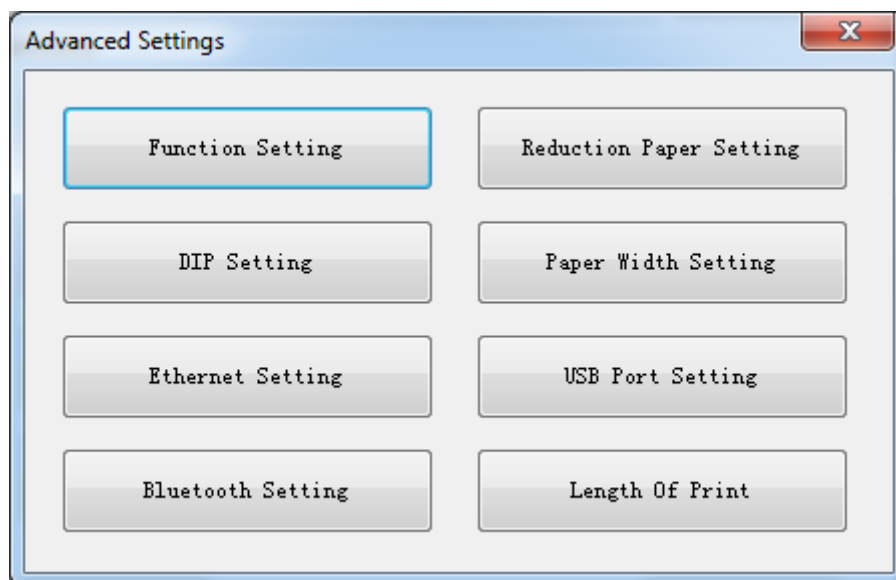 Advanced Settings
Function Setting
Reduction Paper Setting
DIP Setting
Paper Width Setting
Ethernet Setting
USB Port Setting
Bluetooth Setting
Length Of Print